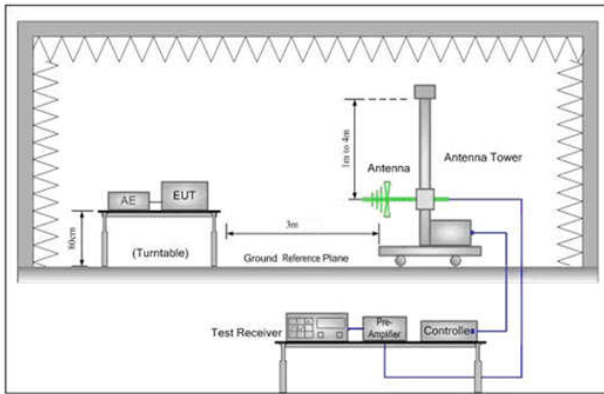 1m to 4m
Antenna
Antenna Tower
AE
EUT
80cm
(Turntable)
3m
Ground Reference Plane
Test Receiver
Pre-
Amplifier
Controller